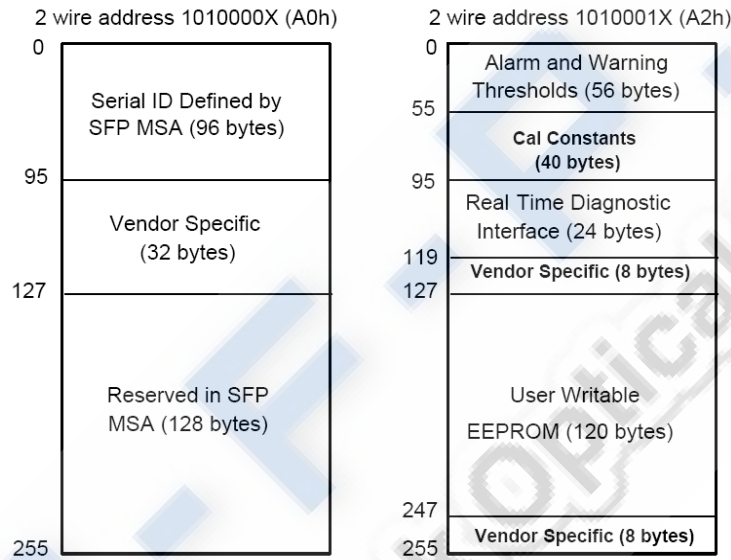 2 wire address 1010000X (A0h)
0
Serial ID Defined by
SFP MSA (96 bytes)
95
Vendor Specific
(32 bytes)
127
Reserved in SFP
MSA (128 bytes)
255
2 wire address 1010001X (A2h)
0
Alarm and Warning
Thresholds (56 bytes)
55
Cal Constants
(40 bytes)
95
Real Time Diagnostic
Interface (24 bytes)
119
Vendor Specific (8 bytes)
127
User Writable
EEPROM (120 bytes)
247
Vendor Specific (8 bytes)
255
Optical